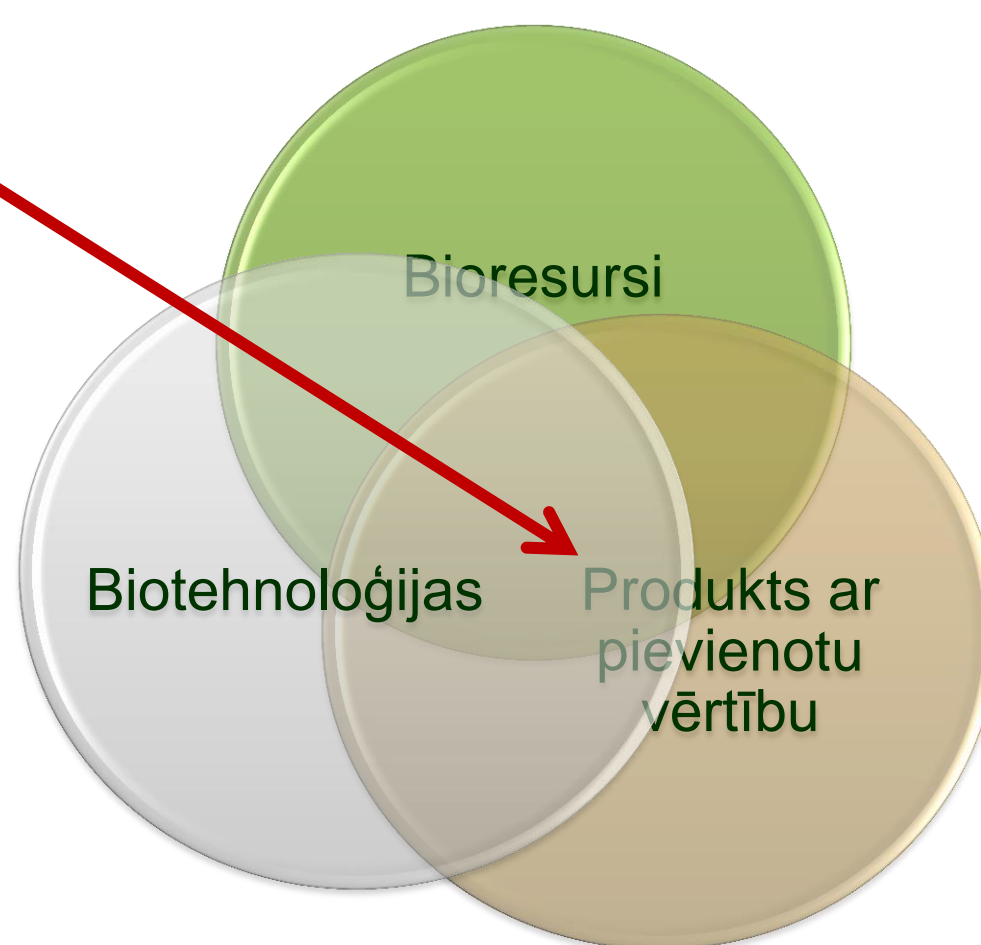 Bioresursi
Biotehnoloģijas
Produkts ar
pievienotu
vērtību